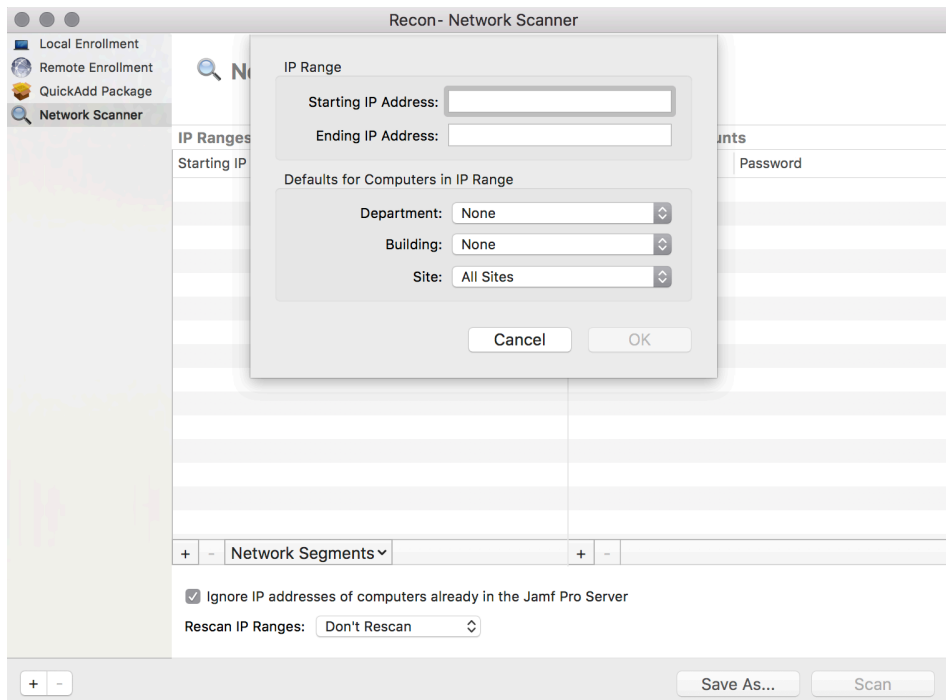 Recon- Network Scanner
Local Enrollment
Remote Enrollment
QuickAdd Package
Network Scanner
IP Range
Starting IP Address:
Ending IP Address:
Defaults for Computers in IP Range
Department: None
Building: None
Site: All Sites
Cancel OK
IP Ranges
Starting IP Password
+ - Network Segments + -
Ignore IP addresses of computers already in the Jamf Pro Server
Rescan IP Ranges: Don't Rescan
+ - Save As... Scan